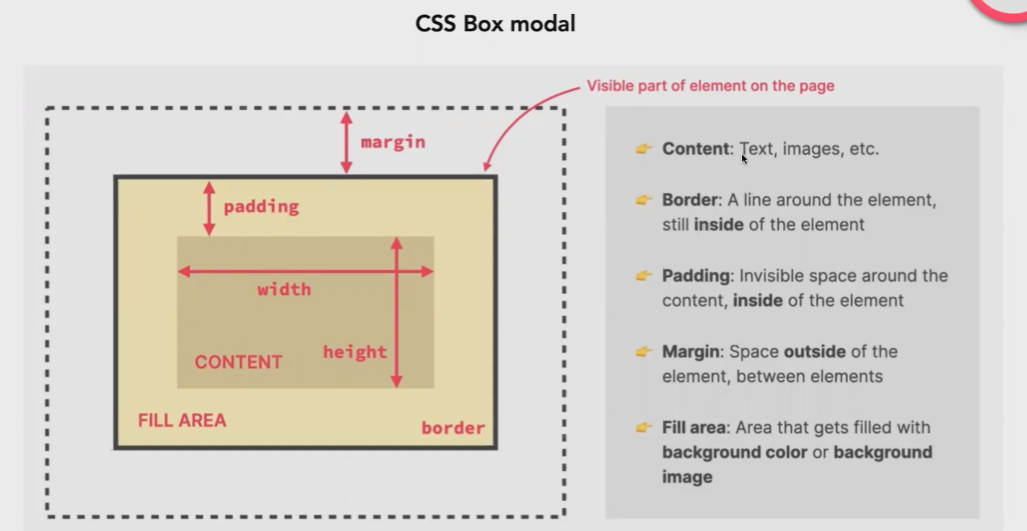 CSS Box modal
Visible part of element on the page
margin
padding
width
height
CONTENT
FILL AREA
border
Content: Text, images, etc.
Border: A line around the element,
still inside of the element
Padding: Invisible space around the
content, inside of the element
Margin: Space outside of the
element, between elements
Fill area: Area that gets filled with
background color or background
image